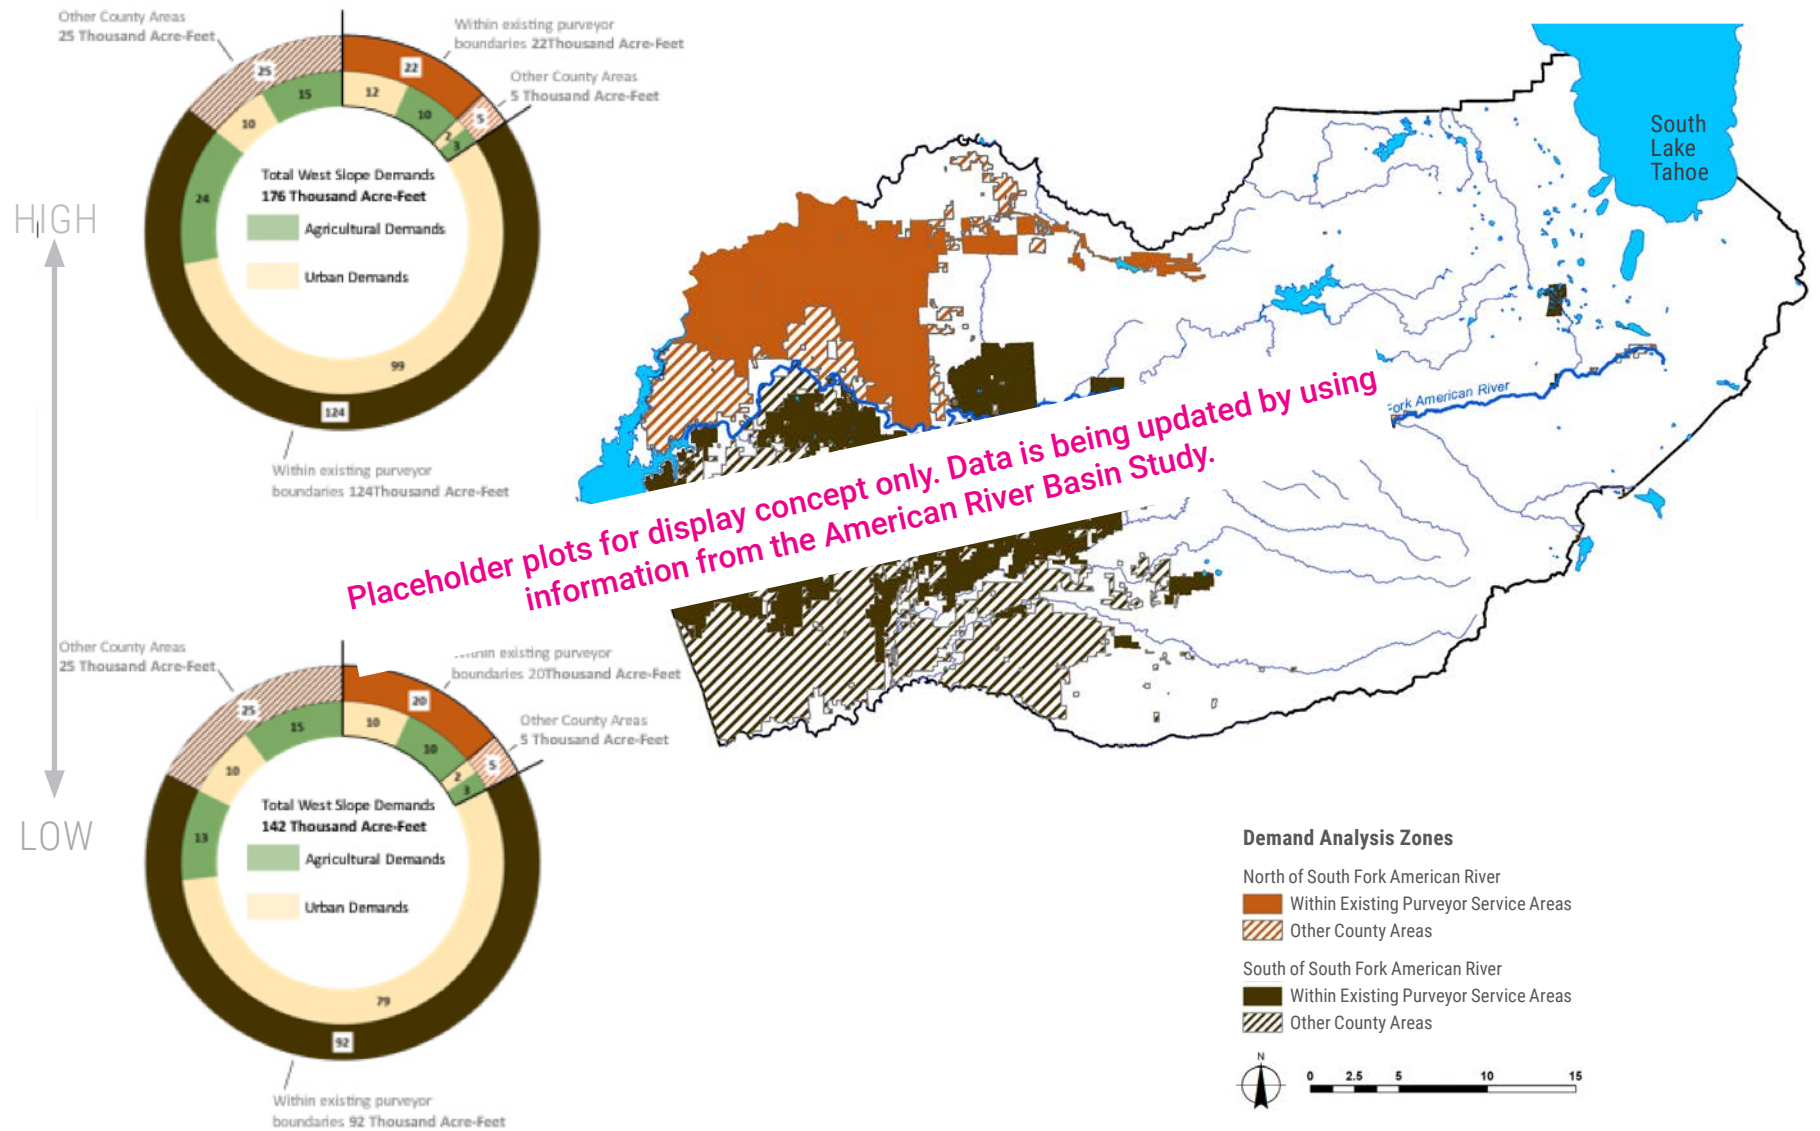 Other County Areas
25 Thousand Acre-Feet
Within existing purveyor
boundaries 22Thousand Acre-Feet
Other County Areas
5 Thousand Acre-Feet
25
22
15
12
10
10
5
2
3
24
Total West Slope Demands
176 Thousand Acre-Feet
Agricultural Demands
Urban Demands
99
124
Within existing purveyor
boundaries 124Thousand Acre-Feet
HIGH
LOW
South
Lake
Tahoe
Fork American River
Placeholder plots for display concept only. Data is being updated by using
information from the American River Basin Study.
Other County Areas
25 Thousand Acre-Feet
existing purveyor
boundaries 20Thousand Acre-Feet
Other County Areas
5 Thousand Acre-Feet
25
20
15
10
10
10
5
2
3
13
Total West Slope Demands
142 Thousand Acre-Feet
Agricultural Demands
Urban Demands
79
92
Within existing purveyor
boundaries 92 Thousand Acre-Feet
Demand Analysis Zones
North of South Fork American River
Within Existing Purveyor Service Areas
Other County Areas
South of South Fork American River
Within Existing Purveyor Service Areas
Other County Areas
N
0 2.5 5 10 15